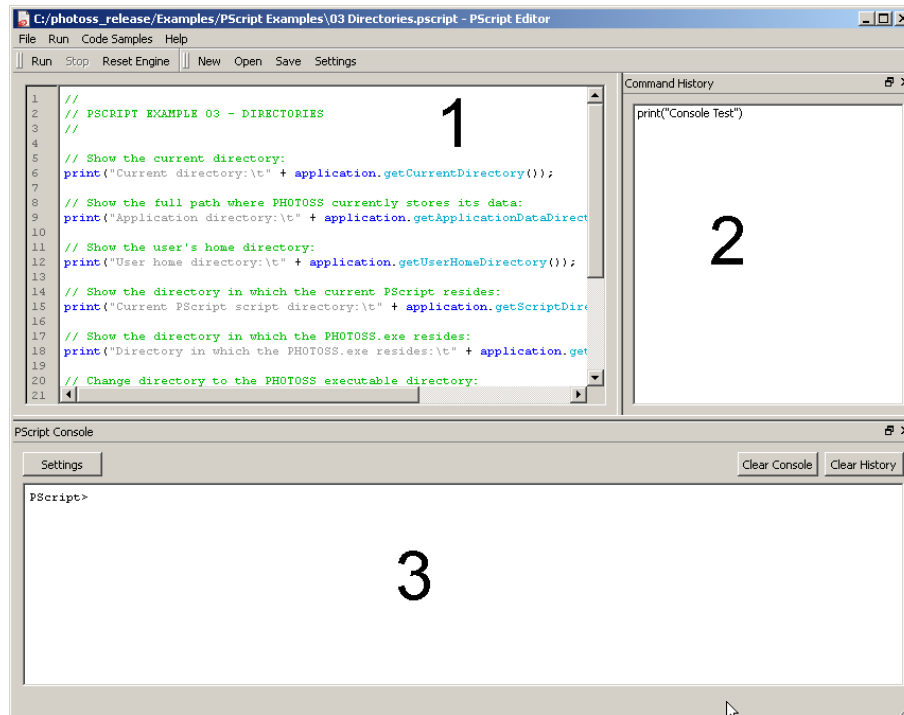 C:/photoss_release/Examples/PScript Examples\03 Directories.pscript - PScript Editor
File Run Code Samples Help
Run Stop Reset Engine New Open Save Settings
1 //
2 // PSCRIPT EXAMPLE 03 - DIRECTORIES
3 //
4
5 // Show the current directory:
6 print("Current directory:\t" + application.getCurrentDirectory());
7
8 // Show the full path where PHOTOSS currently stores its data:
9 print("Application directory:\t" + application.getApplicationDataDirect
10
11 // Show the user's home directory:
12 print("User home directory:\t" + application.getUserHomeDirectory());
13
14 // Show the directory in which the current PScript resides:
15 print("Current PScript script directory:\t" + application.getScriptDire
16
17 // Show the directory in which the PHOTOSS.exe resides:
18 print("Directory in which the PHOTOSS.exe resides:\t" + application.get
19
20 // Change directory to the PHOTOSS executable directory:
21
1
Command History
print("Console Test")
2
PScript Console
Settings Clear Console Clear History
PScript>
3